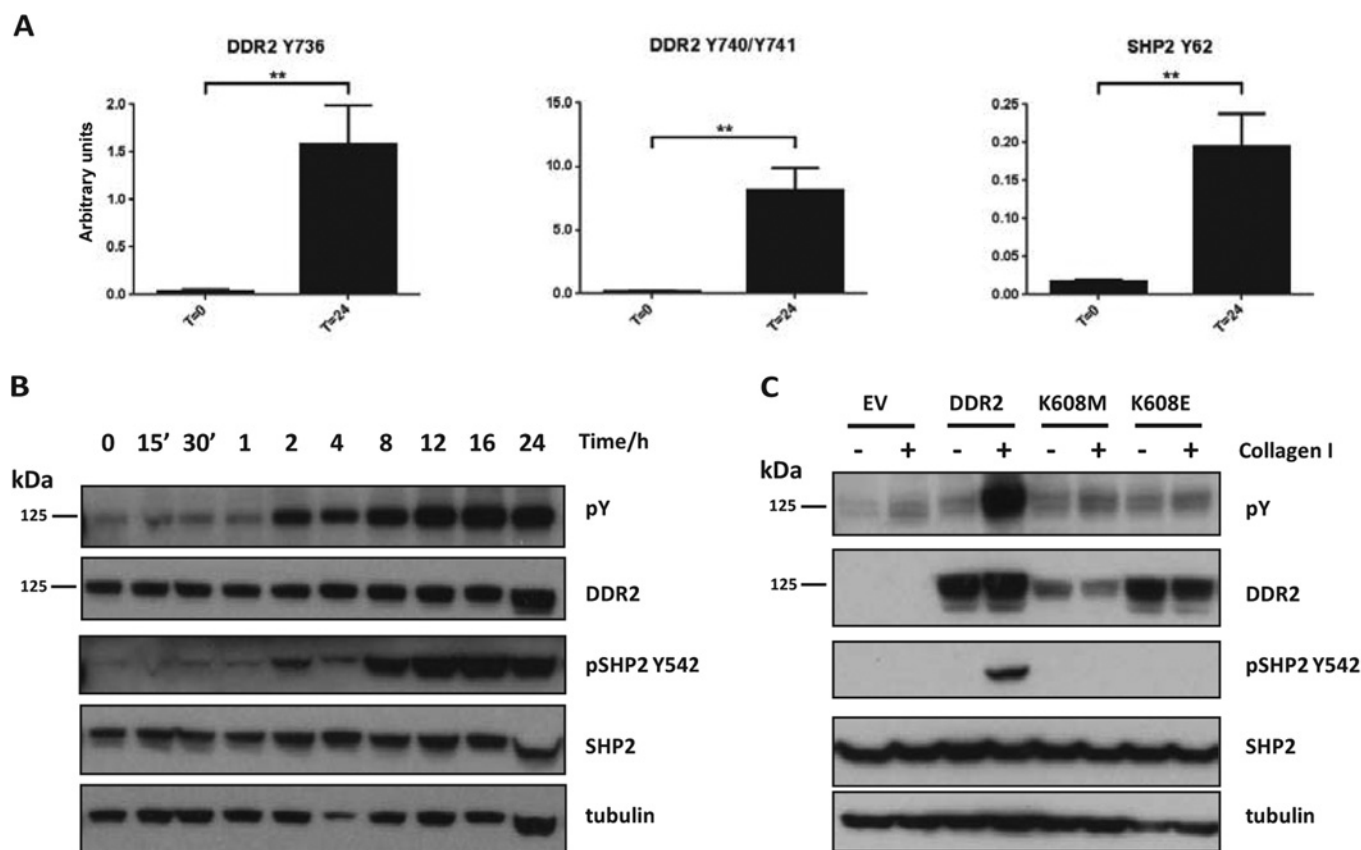 A
DDR2 Y736
DDR2 Y740/Y741
SHP2 Y62
**
**
**
Arbitrary units
2.0
1.5
1.0
0.5
0.0
T=0
T=24
15.0
10.0
5.0
0.0
T=0
T=24
0.25
0.20
0.15
0.10
0.05
0.00
T=0
T=24
B
0 15’ 30’ 1 2 4 8 12 16 24 Time/h
kDa
125 pY
125 DDR2
pSHP2 Y542
SHP2
tubulin
C
EV DDR2 K608M K608E
- + - + - + - + Collagen I
kDa
125 pY
125 DDR2
pSHP2 Y542
SHP2
tubulin